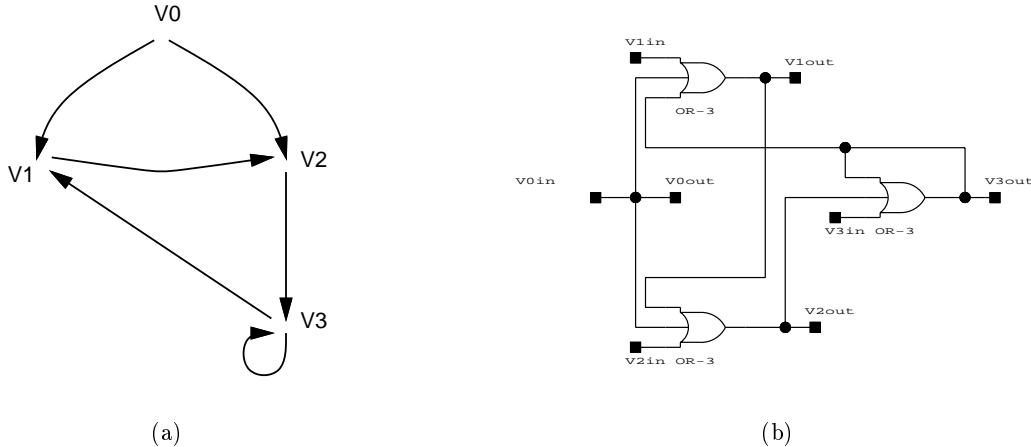 V0
V1
V2
V3
(a)
V1in
V1out
OR-3
V0in
V0out
V3out
V3in OR-3
V2out
V2in OR-3
(b)